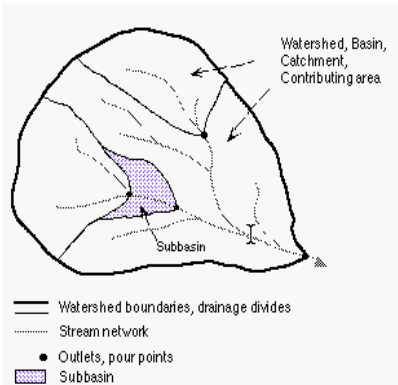 Watershed, Basin,
Catchment,
Contributing area
Subbasin
Watershed boundaries, drainage divides
Stream network
Outlets, pour points
Subbasin